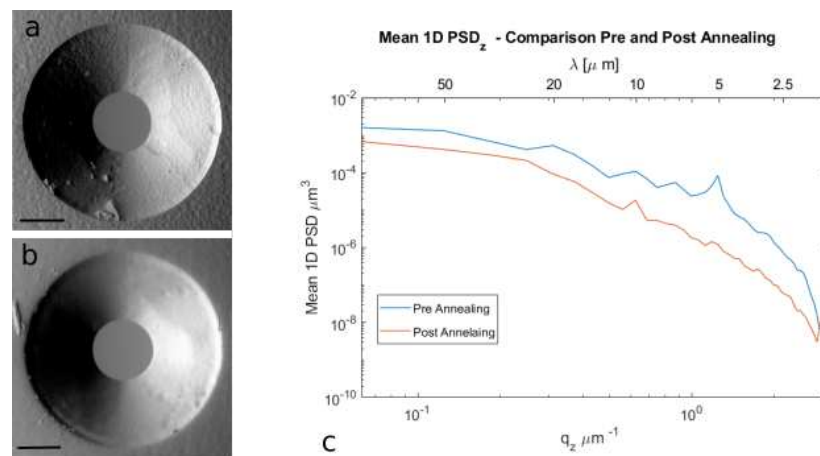 a
b
c
Mean 1D PSD_z - Comparison Pre and Post Annealing
λ [μ m]
50 20 10 5 2.5
10^-2
10^-4
10^-6
10^-8
10^-10
Mean 1D PSD μm^3
Pre Annealing
Post Annelaing
10^-1 10^0
q_z μm^-1